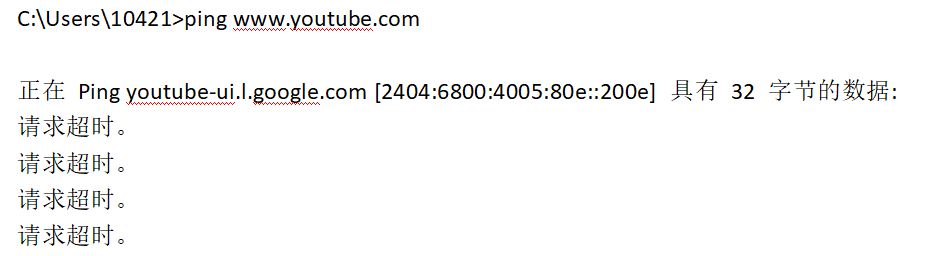 C:\Users\10421>ping www.youtube.com
正在 Ping youtube-ui.l.google.com [2404:6800:4005:80e::200e] 具有 32 字节的数据:
请求超时。
请求超时。
请求超时。
请求超时。